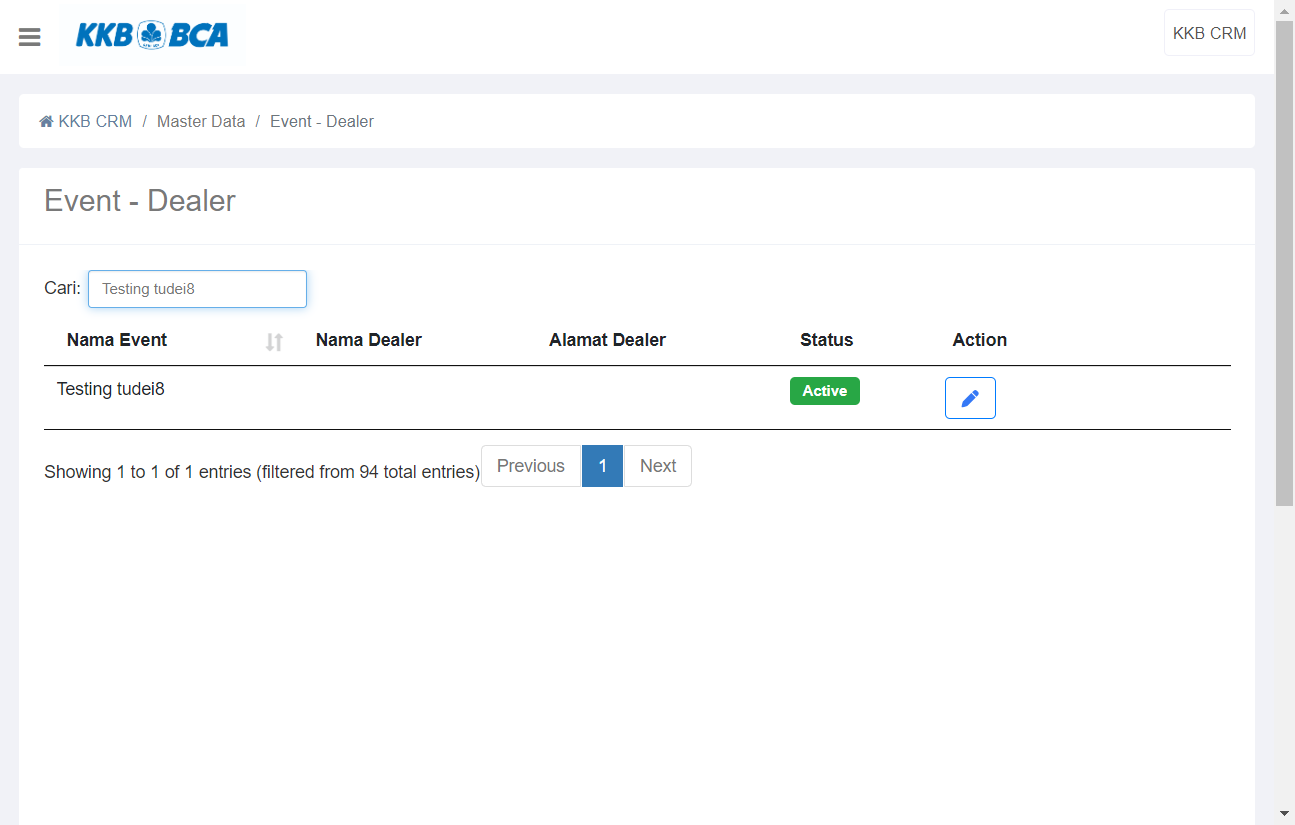 KKB BCA
KKB CRM
KKB CRM / Master Data / Event - Dealer
Event - Dealer
Cari: Testing tudei8
Nama Event Nama Dealer Alamat Dealer Status Action
Testing tudei8 Active
Showing 1 to 1 of 1 entries (filtered from 94 total entries) Previous 1 Next